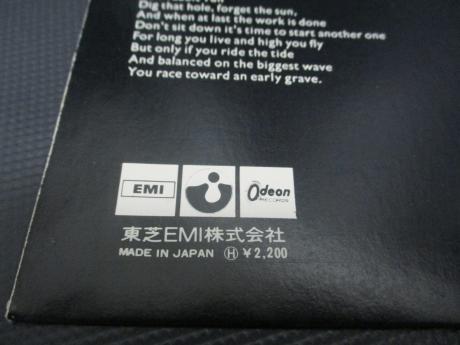 Dig that hole, forget the sun,
And when at last the work is done
Don't sit down it's time to start another one
For long you live and high you fly
But only if you ride the tide
And balanced on the biggest wave
You race toward an early grave.
EMI
Odeon
RECORDS
東芝EMI株式会社
MADE IN JAPAN Ⓗ ¥2,200